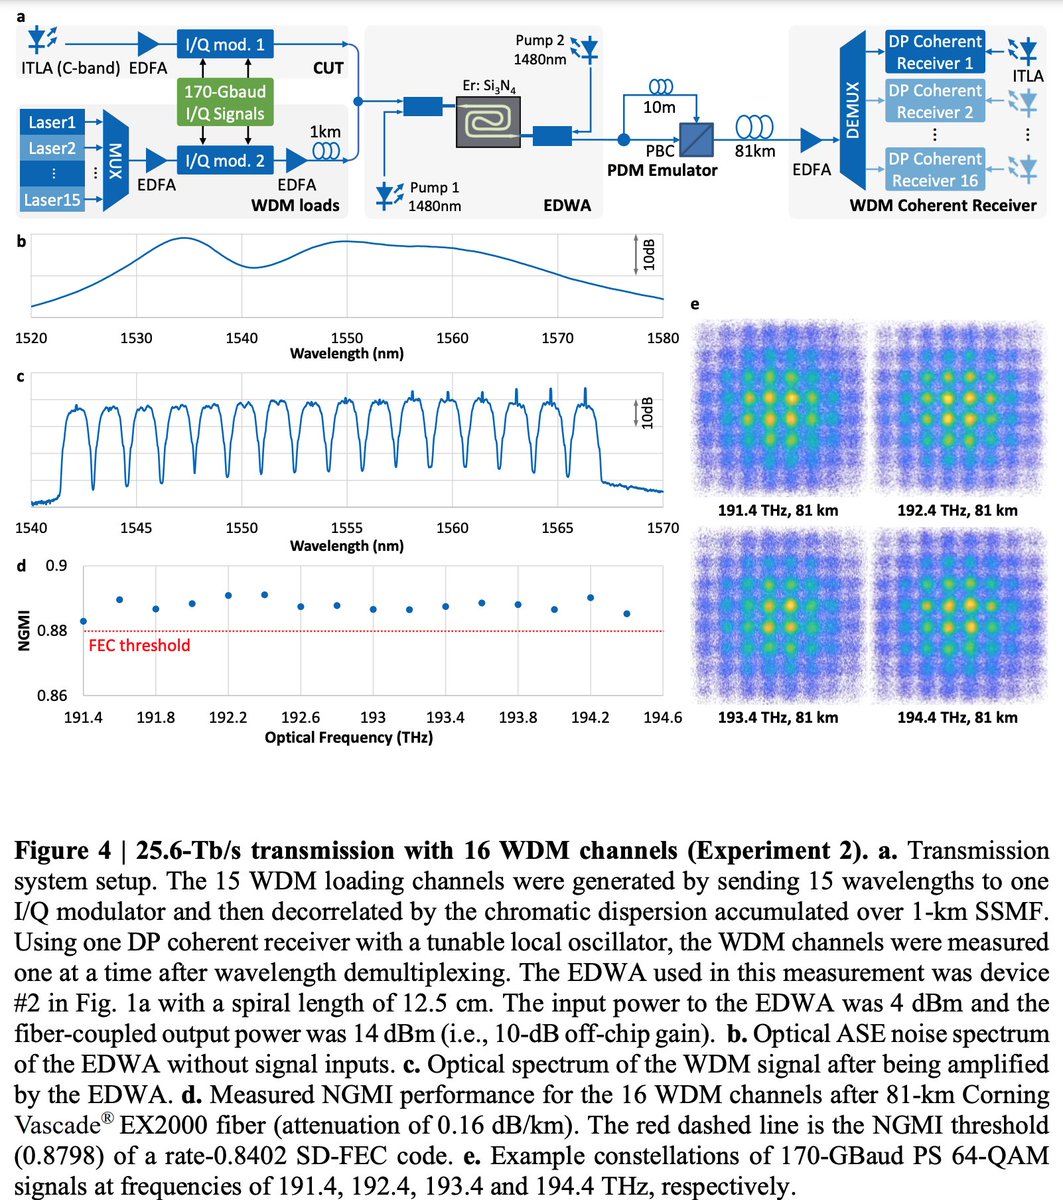 a
ITLA (C-band)
EDFA
I/Q mod. 1
CUT
170-Gbaud
I/Q Signals
Laser1
Laser2
⋮
Laser15
⋮
MUX
EDFA
I/Q mod. 2
EDFA
1km
WDM loads
Pump 1
1480nm
Er: Si₃N₄
Pump 2
1480nm
EDWA
10m
PBC
PDM Emulator
81km
EDFA
DEMUX
DP Coherent
Receiver 1
ITLA
DP Coherent
Receiver 2
⋮
⋮
DP Coherent
Receiver 16
WDM Coherent Receiver
b
10dB
1520 1530 1540 1550 1560 1570 1580
Wavelength (nm)
c
10dB
1540 1545 1550 1555 1560 1565 1570
Wavelength (nm)
d
0.9
0.88
0.86
NGMI
FEC threshold
191.4 191.8 192.2 192.6 193 193.4 193.8 194.2 194.6
Optical Frequency (THz)
e
191.4 THz, 81 km
192.4 THz, 81 km
193.4 THz, 81 km
194.4 THz, 81 km
Figure 4 | 25.6-Tb/s transmission with 16 WDM channels (Experiment 2). a. Transmission
system setup. The 15 WDM loading channels were generated by sending 15 wavelengths to one
I/Q modulator and then decorrelated by the chromatic dispersion accumulated over 1-km SSMF.
Using one DP coherent receiver with a tunable local oscillator, the WDM channels were measured
one at a time after wavelength demultiplexing. The EDWA used in this measurement was device
#2 in Fig. 1a with a spiral length of 12.5 cm. The input power to the EDWA was 4 dBm and the
fiber-coupled output power was 14 dBm (i.e., 10-dB off-chip gain). b. Optical ASE noise spectrum
of the EDWA without signal inputs. c. Optical spectrum of the WDM signal after being amplified
by the EDWA. d. Measured NGMI performance for the 16 WDM channels after 81-km Corning
Vascade® EX2000 fiber (attenuation of 0.16 dB/km). The red dashed line is the NGMI threshold
(0.8798) of a rate-0.8402 SD-FEC code. e. Example constellations of 170-GBaud PS 64-QAM
signals at frequencies of 191.4, 192.4, 193.4 and 194.4 THz, respectively.